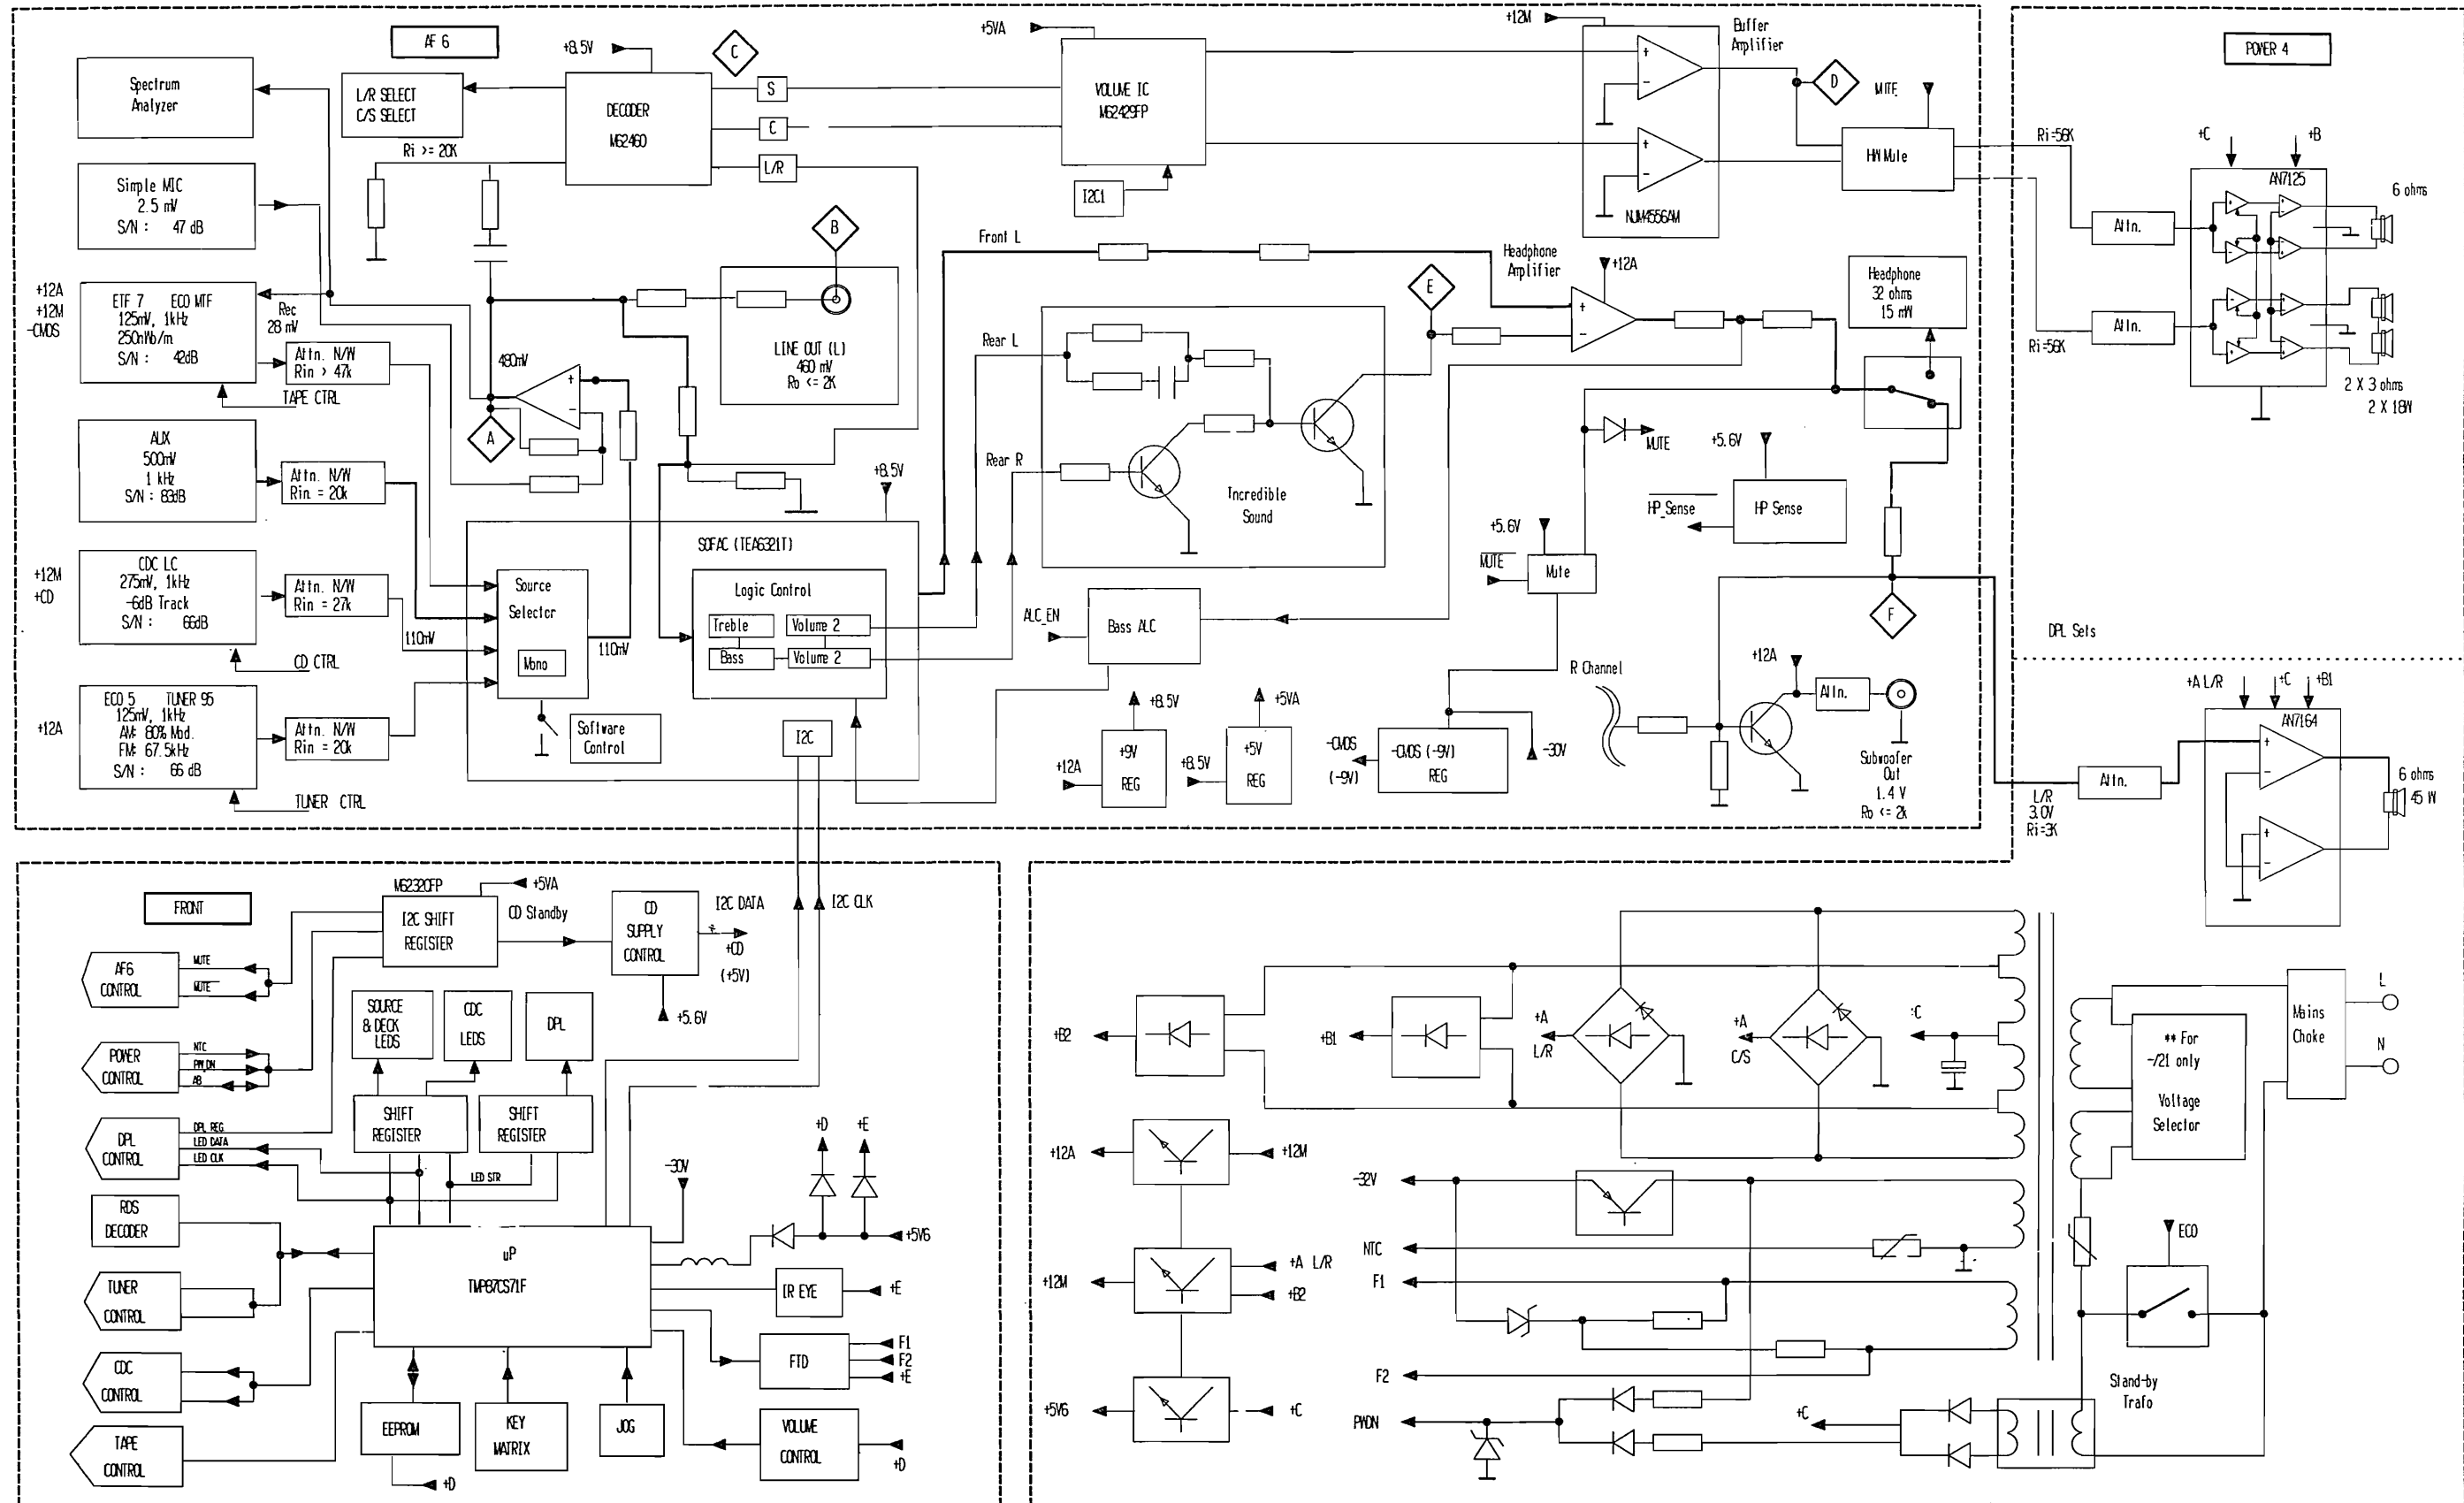 AF 6
Spectrum
Analyzer
L/R SELECT
C/S SELECT
Ri >= 20K
+8.5V
DECODER
M62460
C
S
C
L/R
+5VA
VOLUME IC
M62429FP
I2C1
+12M
Buffer
Amplifier
NJM4556AM
D
MUTE
HW Mute
Simple MIC
2.5 mV
S/N : 47 dB
+12A
+12M
-CMOS
ETF 7 ECO MTF
125mV, 1kHz
250nWb/m
S/N : 42dB
Rec
28 mV
Attn. N/W
Rin > 47k
TAPE CTRL
480mV
A
B
LINE OUT (L)
460 mV
Ro <= 2K
Front L
Rear L
Rear R
Incredible
Sound
E
Headphone
Amplifier
+12A
Headphone
32 ohms
15 mW
MUTE
+5.6V
HP_Sense
HP Sense
AUX
500mV
1 kHz
S/N : 83dB
Attn. N/W
Rin = 20k
+12M
+CD
CDC LC
275mV, 1kHz
-6dB Track
S/N : 66dB
Attn. N/W
Rin = 27k
110mV
CD CTRL
+12A
ECO 5 TUNER 95
125mV, 1kHz
AM: 80% Mod.
FM: 67.5kHz
S/N : 66 dB
Attn. N/W
Rin = 20k
TUNER CTRL
+8.5V
SOFAC (TEA6321T)
Source
Selector
Mono
110mV
Logic Control
Treble
Volume 2
Bass
Volume 2
Software
Control
I2C
ALC_EN
Bass ALC
+5.6V
MUTE
Mute
+8.5V
+9V
REG
+12A
+5VA
+5V
REG
+8.5V
-CMOS
(-9V)
-CMOS (-9V)
REG
-30V
R Channel
F
+12A
Attn.
Subwoofer
Out
1.4 V
Ro <= 2k
POWER 4
Ri=56K
Ri=56K
+C
+B
AN7125
Attn.
Attn.
6 ohms
2 X 3 ohms
2 X 18W
DPL Sets
+A L/R
+C
+B1
AN7164
Attn.
L/R
3.0V
Ri=3K
6 ohms
45 W
FRONT
M62320FP
I2C SHIFT
REGISTER
+5VA
CD Standby
CD
SUPPLY
CONTROL
+CD
(+5V)
+5.6V
I2C DATA
I2C CLK
AF6
CONTROL
MUTE
MUTE
POWER
CONTROL
NTC
PW_DN
AB
DPL
CONTROL
DPL REG
LED DATA
LED CLK
SOURCE
& DECK
LEDS
CDC
LEDS
DPL
SHIFT
REGISTER
SHIFT
REGISTER
LED STR
RDS
DECODER
TUNER
CONTROL
CDC
CONTROL
TAPE
CONTROL
uP
TMP87CS71F
-30V
+D
+E
+5V6
IR EYE
+E
FTD
F1
F2
+E
EEPROM
+D
KEY
MATRIX
JOG
VOLUME
CONTROL
+D
+B2
+B1
+A
L/R
+A
C/S
+C
+12A
+12M
+12M
+A L/R
+B2
+5V6
+C
-32V
NTC
F1
F2
PWDN
+C
** For
-/21 only
Voltage
Selector
Mains
Choke
L
N
ECO
Stand-by
Trafo